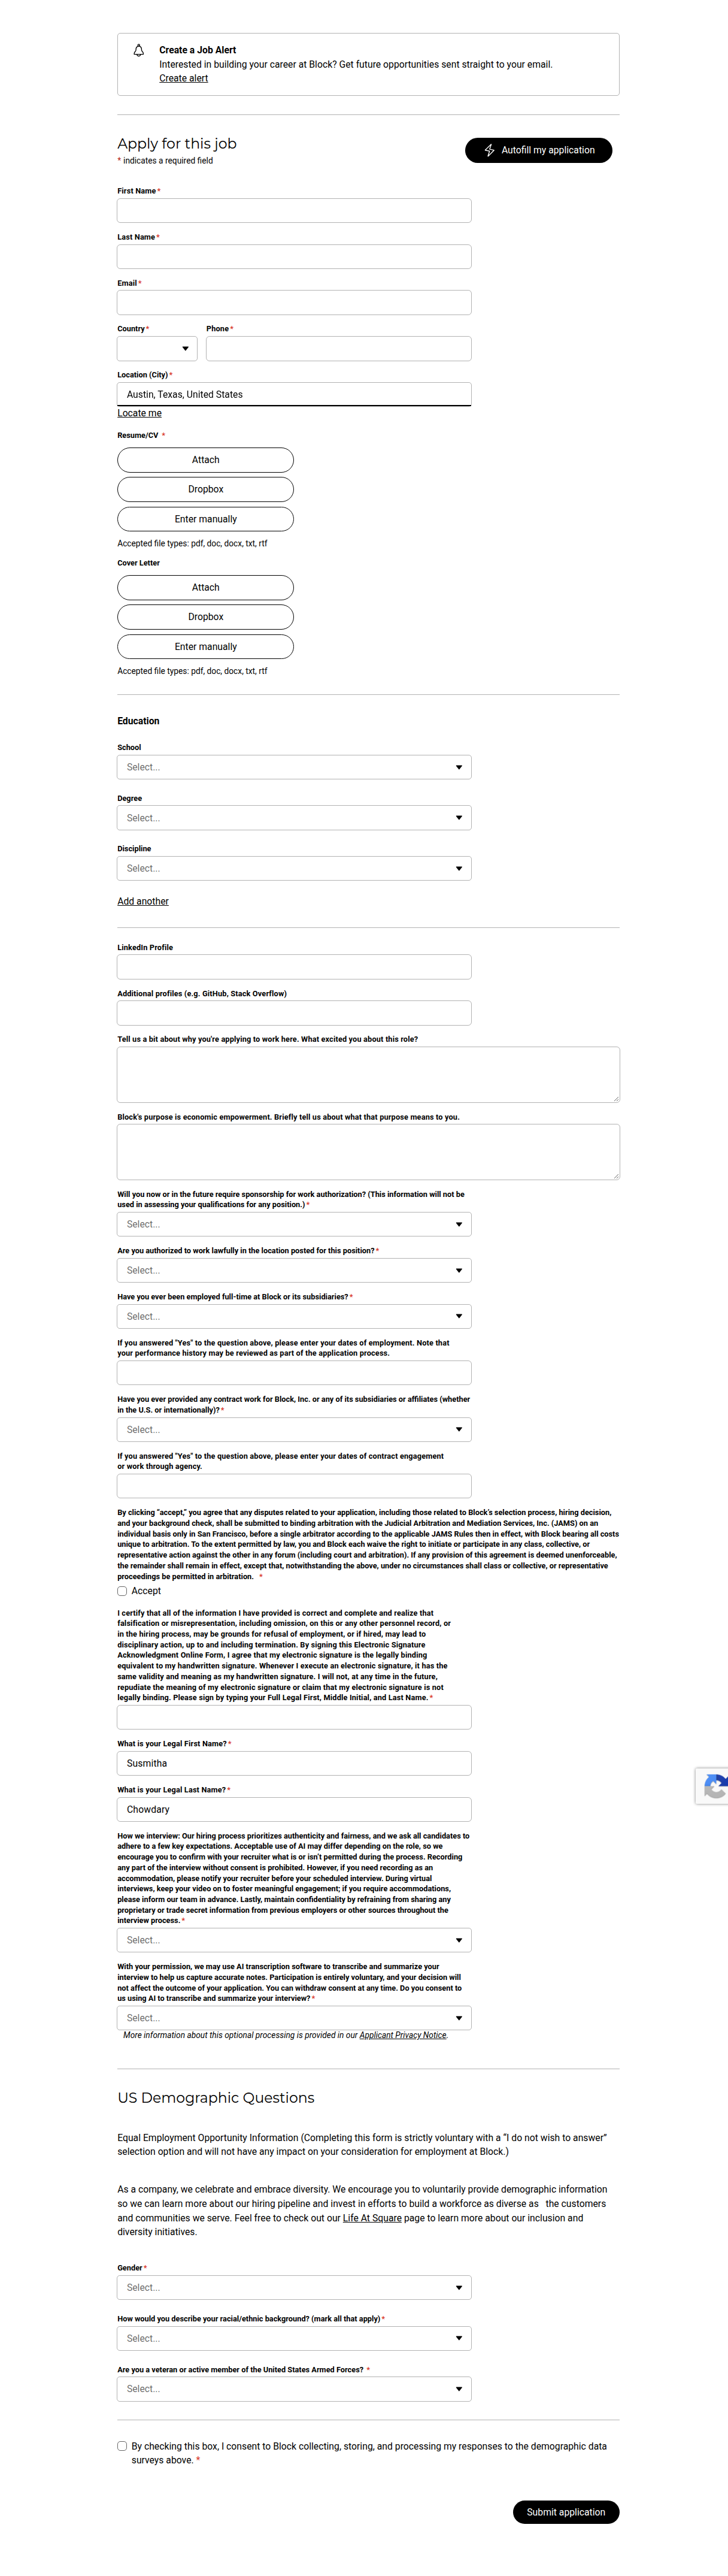 Create a Job Alert
Interested in building your career at Block? Get future opportunities sent straight to your email.
Create alert
Apply for this job
* indicates a required field
Autofill my application
First Name*
Last Name*
Email*
Country*
Phone*
Location (City)*
Austin, Texas, United States
Locate me
Resume/CV *
Attach
Dropbox
Enter manually
Accepted file types: pdf, doc, docx, txt, rtf
Cover Letter
Attach
Dropbox
Enter manually
Accepted file types: pdf, doc, docx, txt, rtf
Education
School
Select...
Degree
Select...
Discipline
Select...
Add another
LinkedIn Profile
Additional profiles (e.g. GitHub, Stack Overflow)
Tell us a bit about why you're applying to work here. What excited you about this role?
Block's purpose is economic empowerment. Briefly tell us about what that purpose means to you.
Will you now or in the future require sponsorship for work authorization? (This information will not be
used in assessing your qualifications for any position.)*
Select...
Are you authorized to work lawfully in the location posted for this position?*
Select...
Have you ever been employed full-time at Block or its subsidiaries?*
Select...
If you answered "Yes" to the question above, please enter your dates of employment. Note that
your performance history may be reviewed as part of the application process.
Have you ever provided any contract work for Block, Inc. or any of its subsidiaries or affiliates (whether
in the U.S. or internationally)?*
Select...
If you answered "Yes" to the question above, please enter your dates of contract engagement
or work through agency.
By clicking "accept," you agree that any disputes related to your application, including those related to Block's selection process, hiring decision,
and your background check, shall be submitted to binding arbitration with the Judicial Arbitration and Mediation Services, Inc. (JAMS) on an
individual basis only in San Francisco, before a single arbitrator according to the applicable JAMS Rules then in effect, with Block bearing all costs
unique to arbitration. To the extent permitted by law, you and Block each waive the right to initiate or participate in any class, collective, or
representative action against the other in any forum (including court and arbitration). If any provision of this agreement is deemed unenforceable,
the remainder shall remain in effect, except that, notwithstanding the above, under no circumstances shall class or collective, or representative
proceedings be permitted in arbitration. *
Accept
I certify that all of the information I have provided is correct and complete and realize that
falsification or misrepresentation, including omission, on this or any other personnel record, or
in the hiring process, may be grounds for refusal of employment, or if hired, may lead to
disciplinary action, up to and including termination. By signing this Electronic Signature
Acknowledgment Online Form, I agree that my electronic signature is the legally binding
equivalent to my handwritten signature. Whenever I execute an electronic signature, it has the
same validity and meaning as my handwritten signature. I will not, at any time in the future,
repudiate the meaning of my electronic signature or claim that my electronic signature is not
legally binding. Please sign by typing your Full Legal First, Middle Initial, and Last Name.*
What is your Legal First Name?*
Susmitha
What is your Legal Last Name?*
Chowdary
How we interview: Our hiring process prioritizes authenticity and fairness, and we ask all candidates to
adhere to a few key expectations. Acceptable use of AI may differ depending on the role, so we
encourage you to confirm with your recruiter what is or isn't permitted during the process. Recording
any part of the interview without consent is prohibited. However, if you need recording as an
accommodation, please notify your recruiter before your scheduled interview. During virtual
interviews, keep your video on to foster meaningful engagement; if you require accommodations,
please inform our team in advance. Lastly, maintain confidentiality by refraining from sharing any
proprietary or trade secret information from previous employers or other sources throughout the
interview process.*
Select...
With your permission, we may use AI transcription software to transcribe and summarize your
interview to help us capture accurate notes. Participation is entirely voluntary, and your decision will
not affect the outcome of your application. You can withdraw consent at any time. Do you consent to
us using AI to transcribe and summarize your interview?*
Select...
More information about this optional processing is provided in our Applicant Privacy Notice.
US Demographic Questions
Equal Employment Opportunity Information (Completing this form is strictly voluntary with a "I do not wish to answer"
selection option and will not have any impact on your consideration for employment at Block.)
As a company, we celebrate and embrace diversity. We encourage you to voluntarily provide demographic information
so we can learn more about our hiring pipeline and invest in efforts to build a workforce as diverse as the customers
and communities we serve. Feel free to check out our Life At Square page to learn more about our inclusion and
diversity initiatives.
Gender*
Select...
How would you describe your racial/ethnic background? (mark all that apply)*
Select...
Are you a veteran or active member of the United States Armed Forces? *
Select...
By checking this box, I consent to Block collecting, storing, and processing my responses to the demographic data
surveys above. *
Submit application